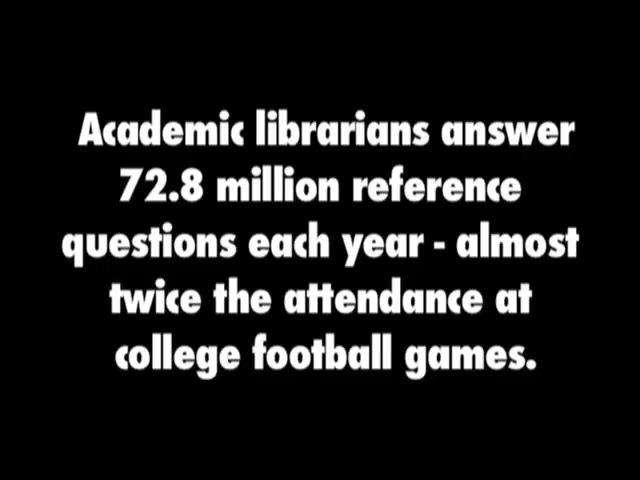 Academic librarians answer
72.8 million reference
questions each year - almost
twice the attendance at
college football games.